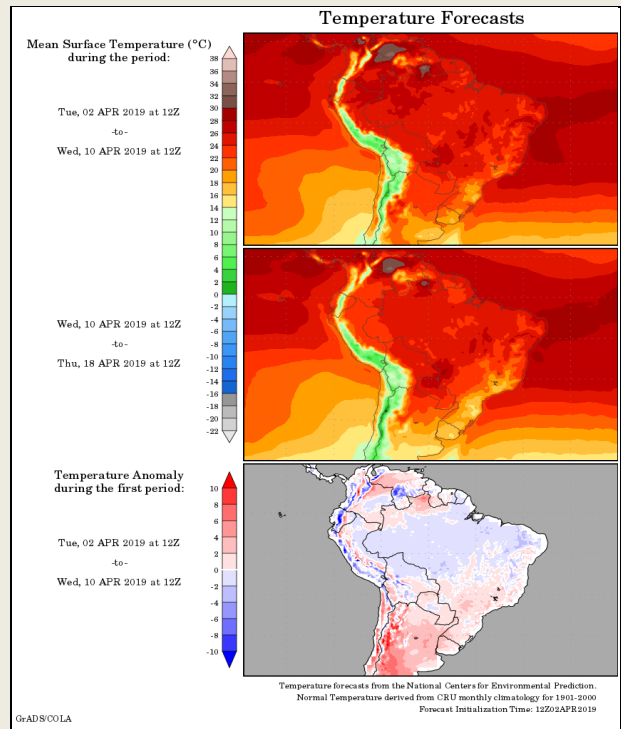 Temperature Forecasts
Mean Surface Temperature (°C)
during the period:
38
36
34
32
30
28
26
24
22
20
18
16
14
12
10
8
6
4
2
0
-2
-4
-6
-8
-10
-12
-14
-16
-18
-20
-22
Tue, 02 APR 2019 at 12Z
-to-
Wed, 10 APR 2019 at 12Z
Wed, 10 APR 2019 at 12Z
-to-
Thu, 18 APR 2019 at 12Z
Temperature Anomaly
during the first period:
10
8
6
4
2
0
-2
-4
-6
-8
-10
Tue, 02 APR 2019 at 12Z
-to-
Wed, 10 APR 2019 at 12Z
Temperature forecasts from the National Centers for Environmental Prediction.
Normal Temperature derived from CRU monthly climatology for 1901-2000
Forecast Initialization Time: 12Z02APR2019
GrADS/COLA